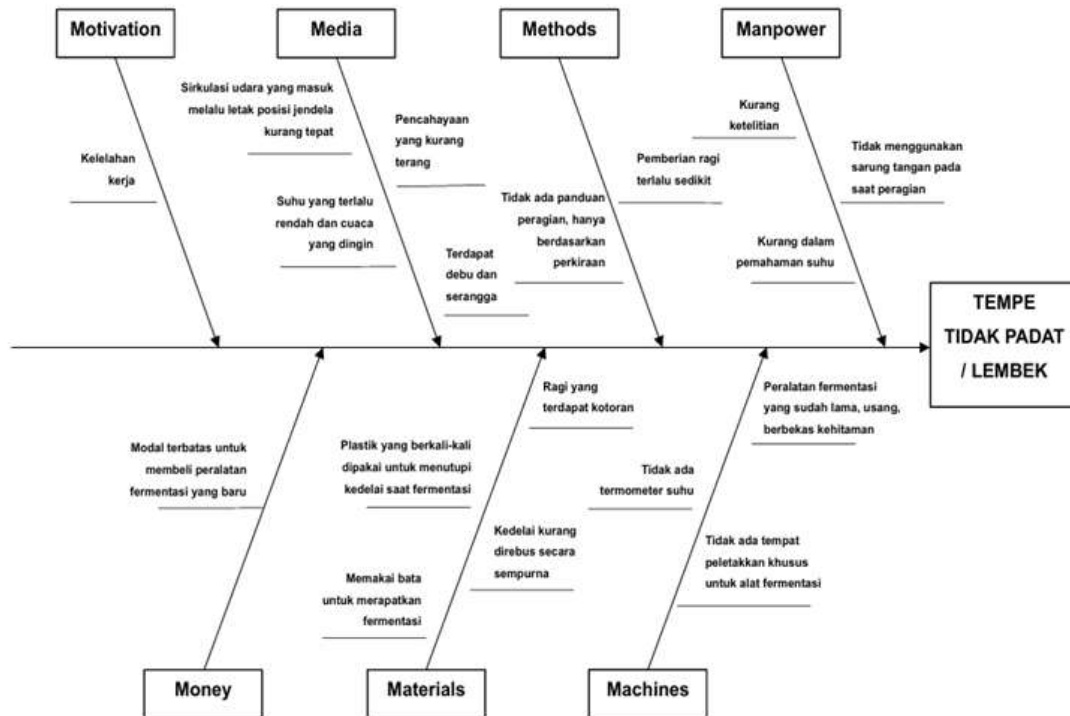 Motivation
Media
Methods
Manpower
Kelelahan
kerja
Sirkulasi udara yang masuk
melalu letak posisi jendela
kurang tepat
Suhu yang terlalu
rendah dan cuaca
yang dingin
Pencahayaan
yang kurang
terang
Terdapat
debu dan
serangga
Tidak ada panduan
peragian, hanya
berdasarkan
perkiraan
Pemberian ragi
terlalu sedikit
Kurang
ketelitian
Kurang dalam
pemahaman suhu
Tidak menggunakan
sarung tangan pada
saat peragian
TEMPE
TIDAK PADAT
/ LEMBEK
Modal terbatas untuk
membeli peralatan
fermentasi yang baru
Plastik yang berkali-kali
dipakai untuk menutupi
kedelai saat fermentasi
Memakai bata
untuk merapatkan
fermentasi
Ragi yang
terdapat kotoran
Kedelai kurang
direbus secara
sempurna
Tidak ada
termometer suhu
Peralatan fermentasi
yang sudah lama, usang,
berbekas kehitaman
Tidak ada tempat
peletakkan khusus
untuk alat fermentasi
Money
Materials
Machines